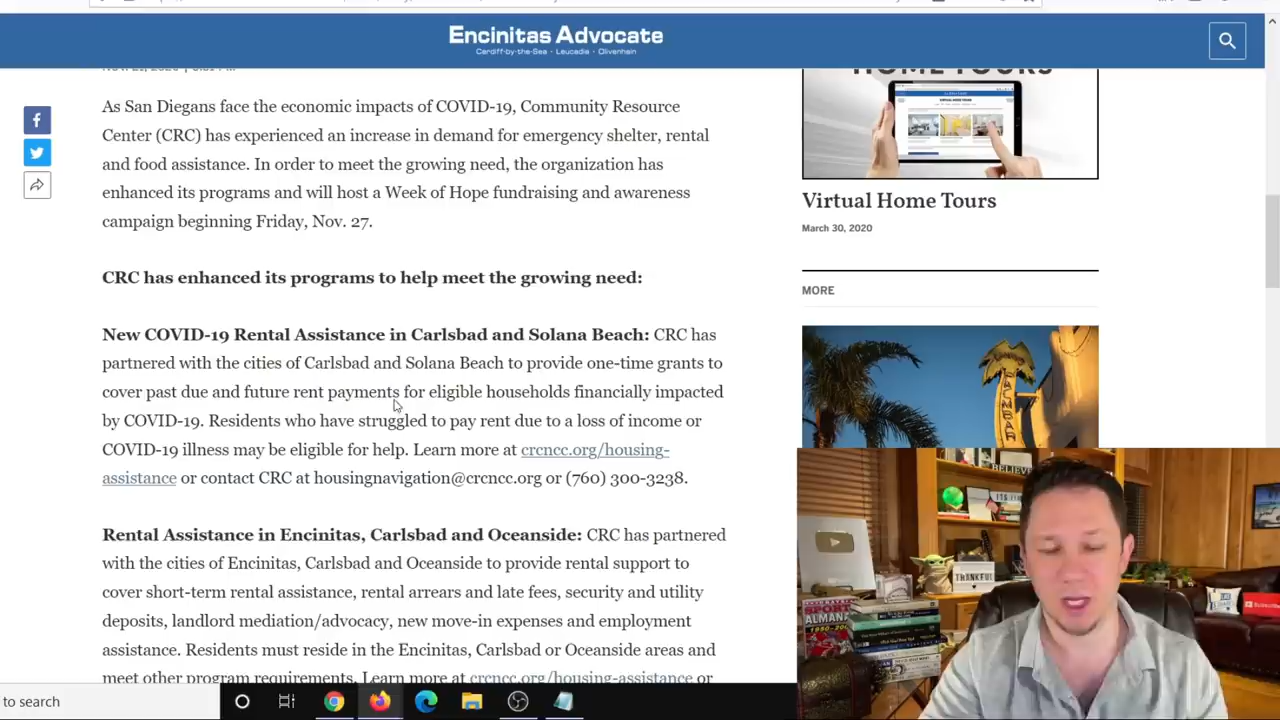 Encinitas Advocate
Cardiff-by-the-Sea • Leucadia • Olivenhain
As San Diegans face the economic impacts of COVID-19, Community Resource
Center (CRC) has experienced an increase in demand for emergency shelter, rental
and food assistance. In order to meet the growing need, the organization has
enhanced its programs and will host a Week of Hope fundraising and awareness
campaign beginning Friday, Nov. 27.
CRC has enhanced its programs to help meet the growing need:
New COVID-19 Rental Assistance in Carlsbad and Solana Beach: CRC has
partnered with the cities of Carlsbad and Solana Beach to provide one-time grants to
cover past due and future rent payments for eligible households financially impacted
by COVID-19. Residents who have struggled to pay rent due to a loss of income or
COVID-19 illness may be eligible for help. Learn more at crcncc.org/housing-
assistance or contact CRC at housingnavigation@crcncc.org or (760) 300-3238.
Rental Assistance in Encinitas, Carlsbad and Oceanside: CRC has partnered
with the cities of Encinitas, Carlsbad and Oceanside to provide rental support to
cover short-term rental assistance, rental arrears and late fees, security and utility
deposits, landlord mediation/advocacy, new move-in expenses and employment
assistance. Residents must reside in the Encinitas, Carlsbad or Oceanside areas and
meet other program requirements. Learn more at crcncc.org/housing-assistance or
HOME TOURS
Virtual Home Tours
March 30, 2020
MORE
BELIEVE
THANKFUL
SPORTS
ALMANAC
to search